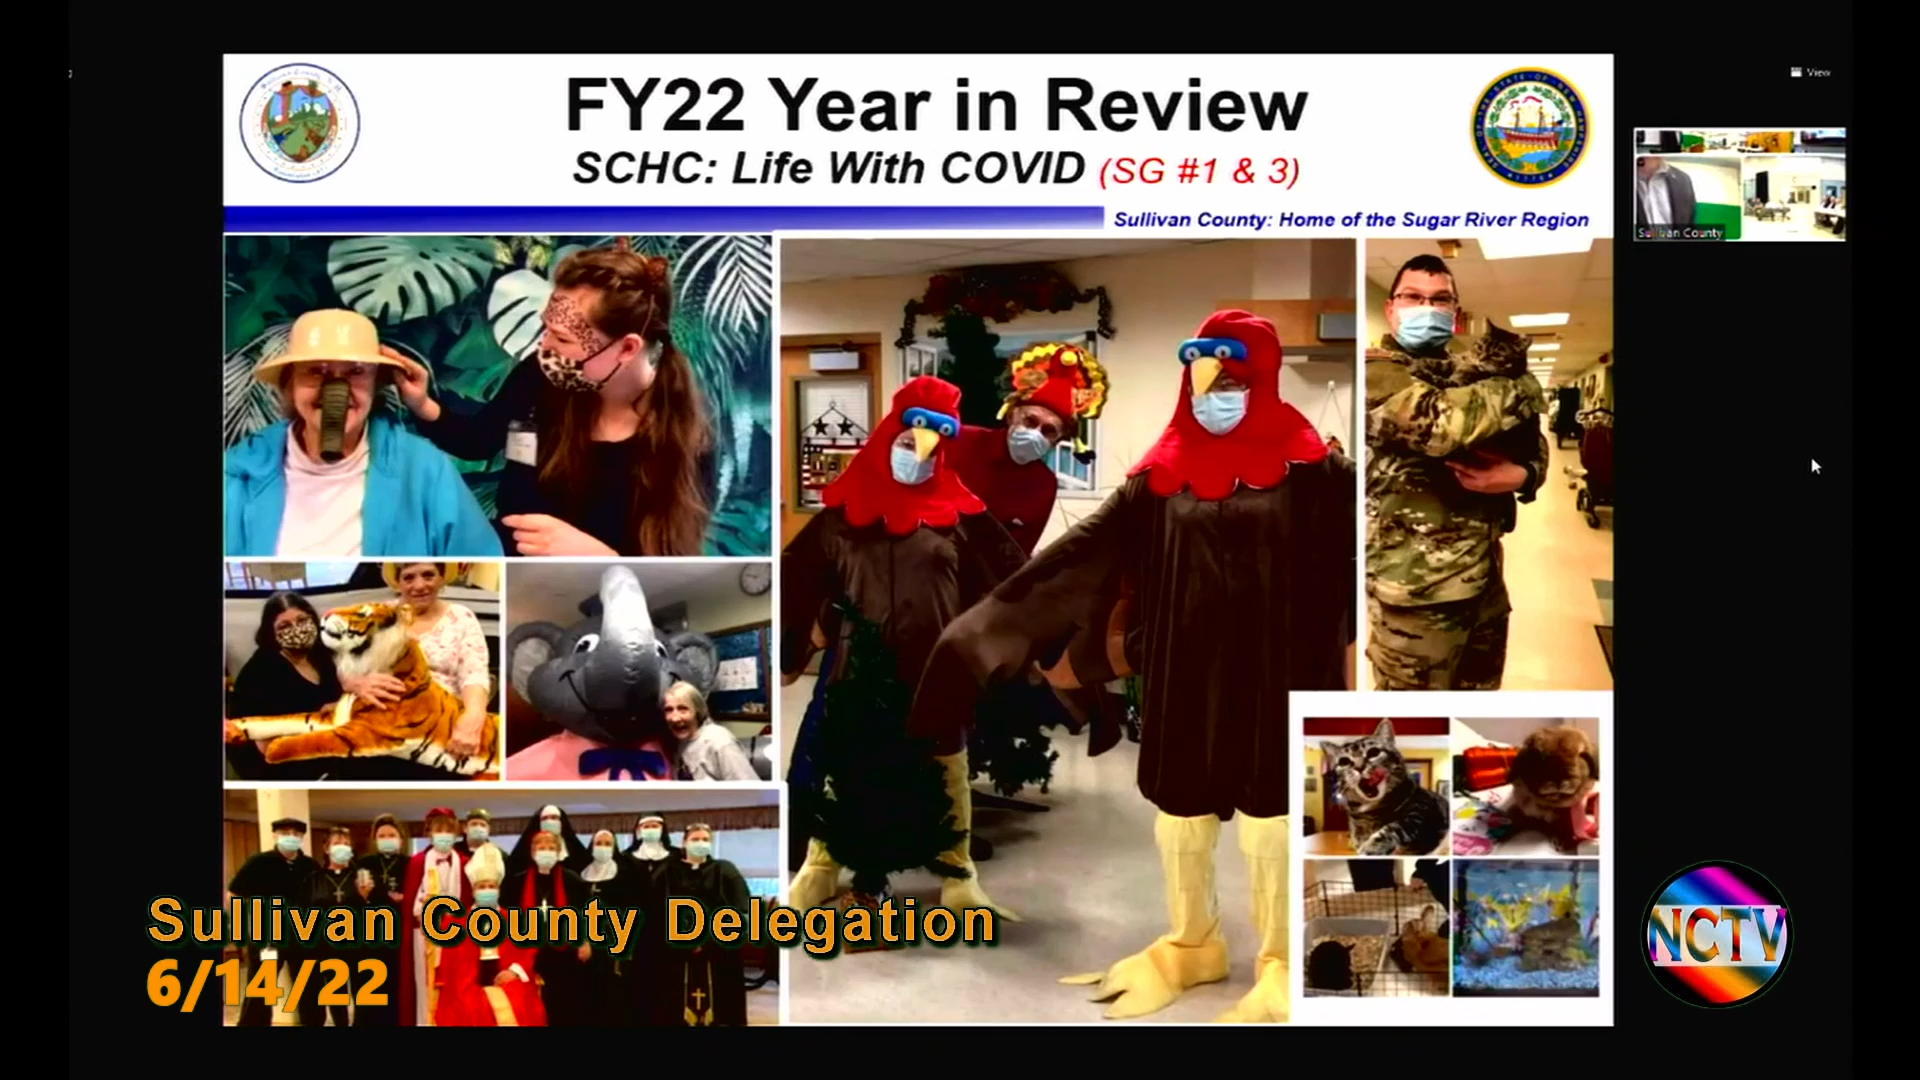 FY22 Year in Review
SCHC: Life With COVID (SG #1 & 3)
Sullivan County: Home of the Sugar River Region
View
Sullivan County
Sullivan County Delegation
6/14/22
NCTV